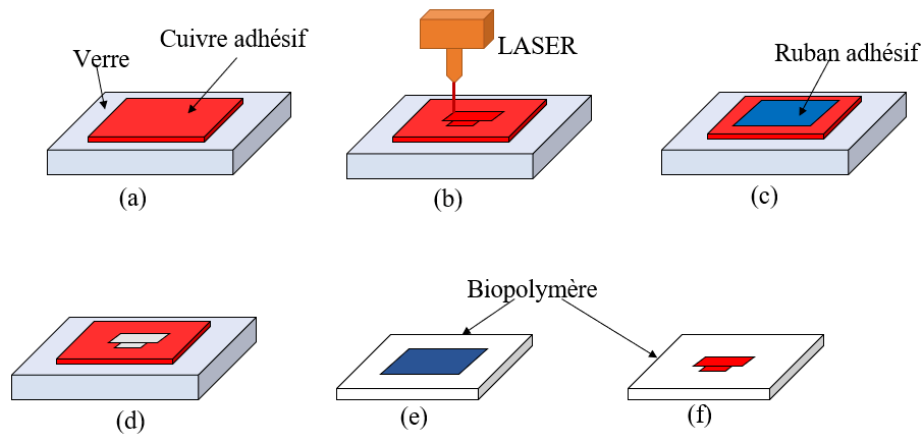 Cuivre adhésif
Verre
LASER
Ruban adhésif
(a)
(b)
(c)
Biopolymère
(d)
(e)
(f)